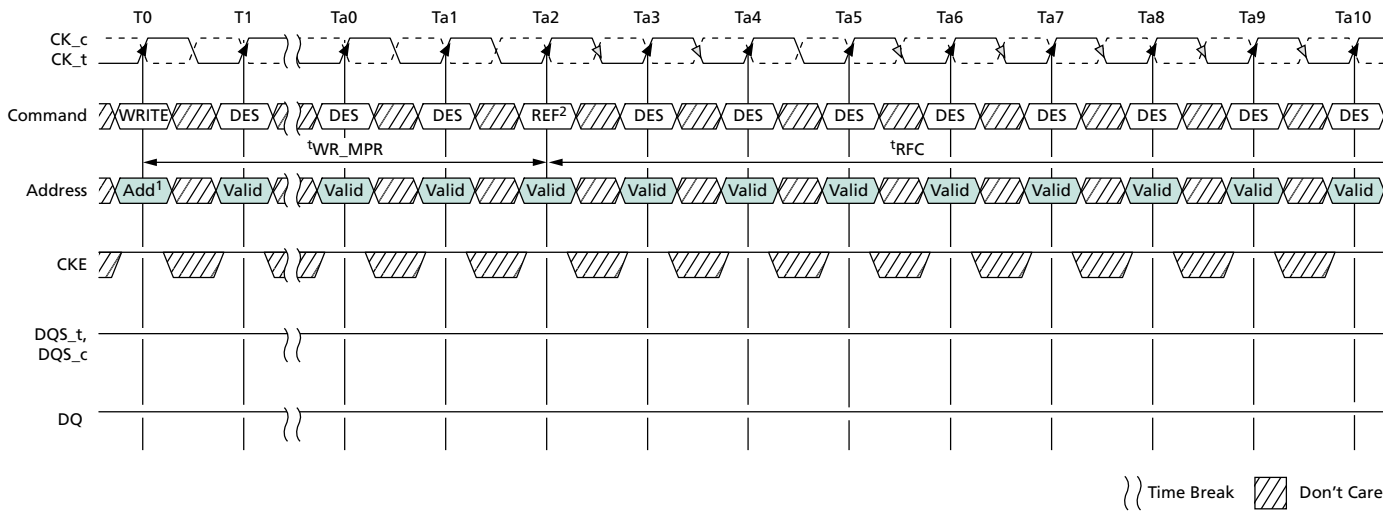 T0 T1 Ta0 Ta1 Ta2 Ta3 Ta4 Ta5 Ta6 Ta7 Ta8 Ta9 Ta10
CK_c
CK_t
Command WRITE DES DES DES REF² DES DES DES DES DES DES DES DES
tWR_MPR tRFC
Address Add¹ Valid Valid Valid Valid Valid Valid Valid Valid Valid Valid Valid Valid
CKE
DQS_t,
DQS_c
DQ
Time Break Don't Care